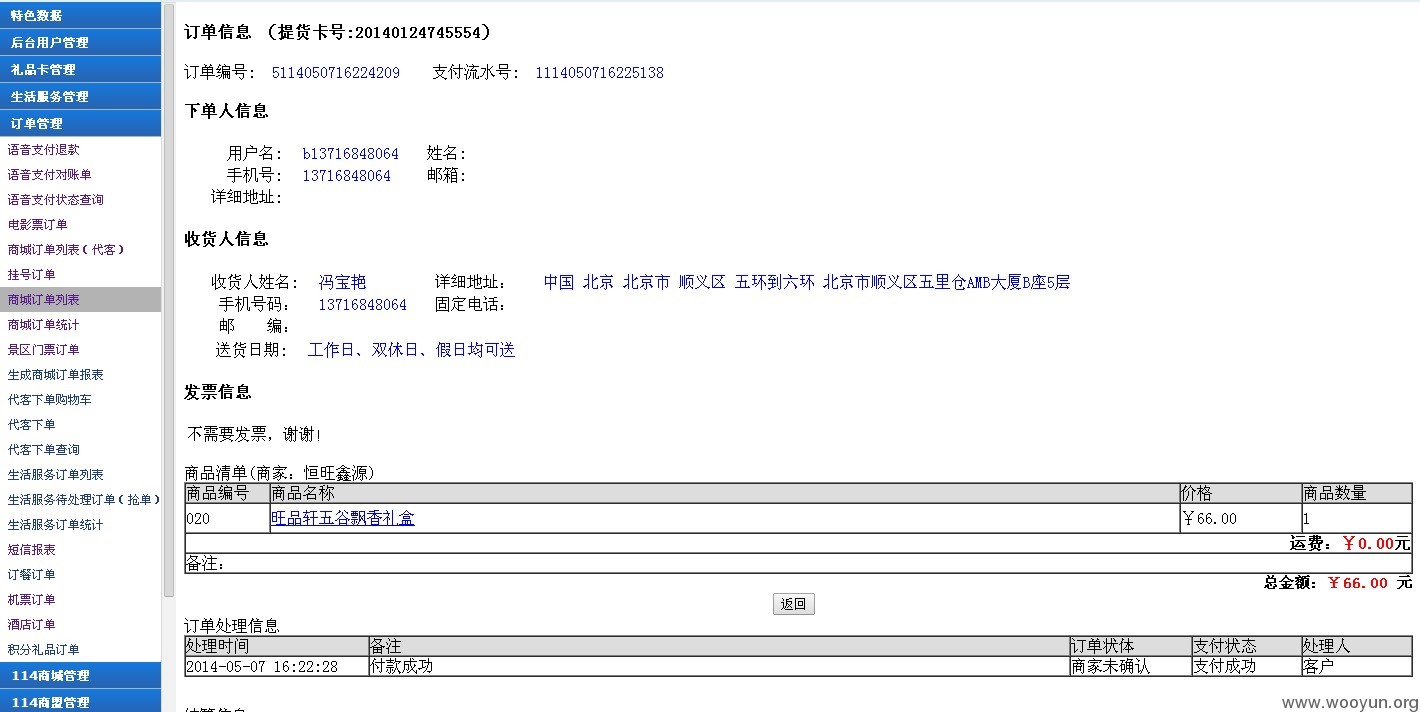 特色数据
后台用户管理
礼品卡管理
生活服务管理
订单管理
语音支付退款
语音支付对账单
语音支付状态查询
电影票订单
商城订单列表（代客）
挂号订单
商城订单列表
商城订单统计
景区门票订单
生成商城订单报表
代客下单购物车
代客下单
代客下单查询
生活服务订单列表
生活服务待处理订单（抢单）
生活服务订单统计
短信报表
订餐订单
机票订单
酒店订单
积分礼品订单
114商城管理
114商盟管理
订单信息 （提货卡号:20140124745554）
订单编号: 5114050716224209 支付流水号: 1114050716225138
下单人信息
用户名: b13716848064 姓名:
手机号: 13716848064 邮箱:
详细地址:
收货人信息
收货人姓名: 冯宝艳 详细地址: 中国 北京 北京市 顺义区 五环到六环 北京市顺义区五里仓AMB大厦B座5层
手机号码: 13716848064 固定电话:
邮 编:
送货日期: 工作日、双休日、假日均可送
发票信息
不需要发票，谢谢!
商品清单(商家: 恒旺鑫源)
商品编号 商品名称 价格 商品数量
020 旺品轩五谷飘香礼盒 ￥66.00 1
运费: ￥0.00元
备注:
总金额: ￥66.00 元
返回
订单处理信息
处理时间 备注 订单状体 支付状态 处理人
2014-05-07 16:22:28 付款成功 商家未确认 支付成功 客户
www.wooyun.org